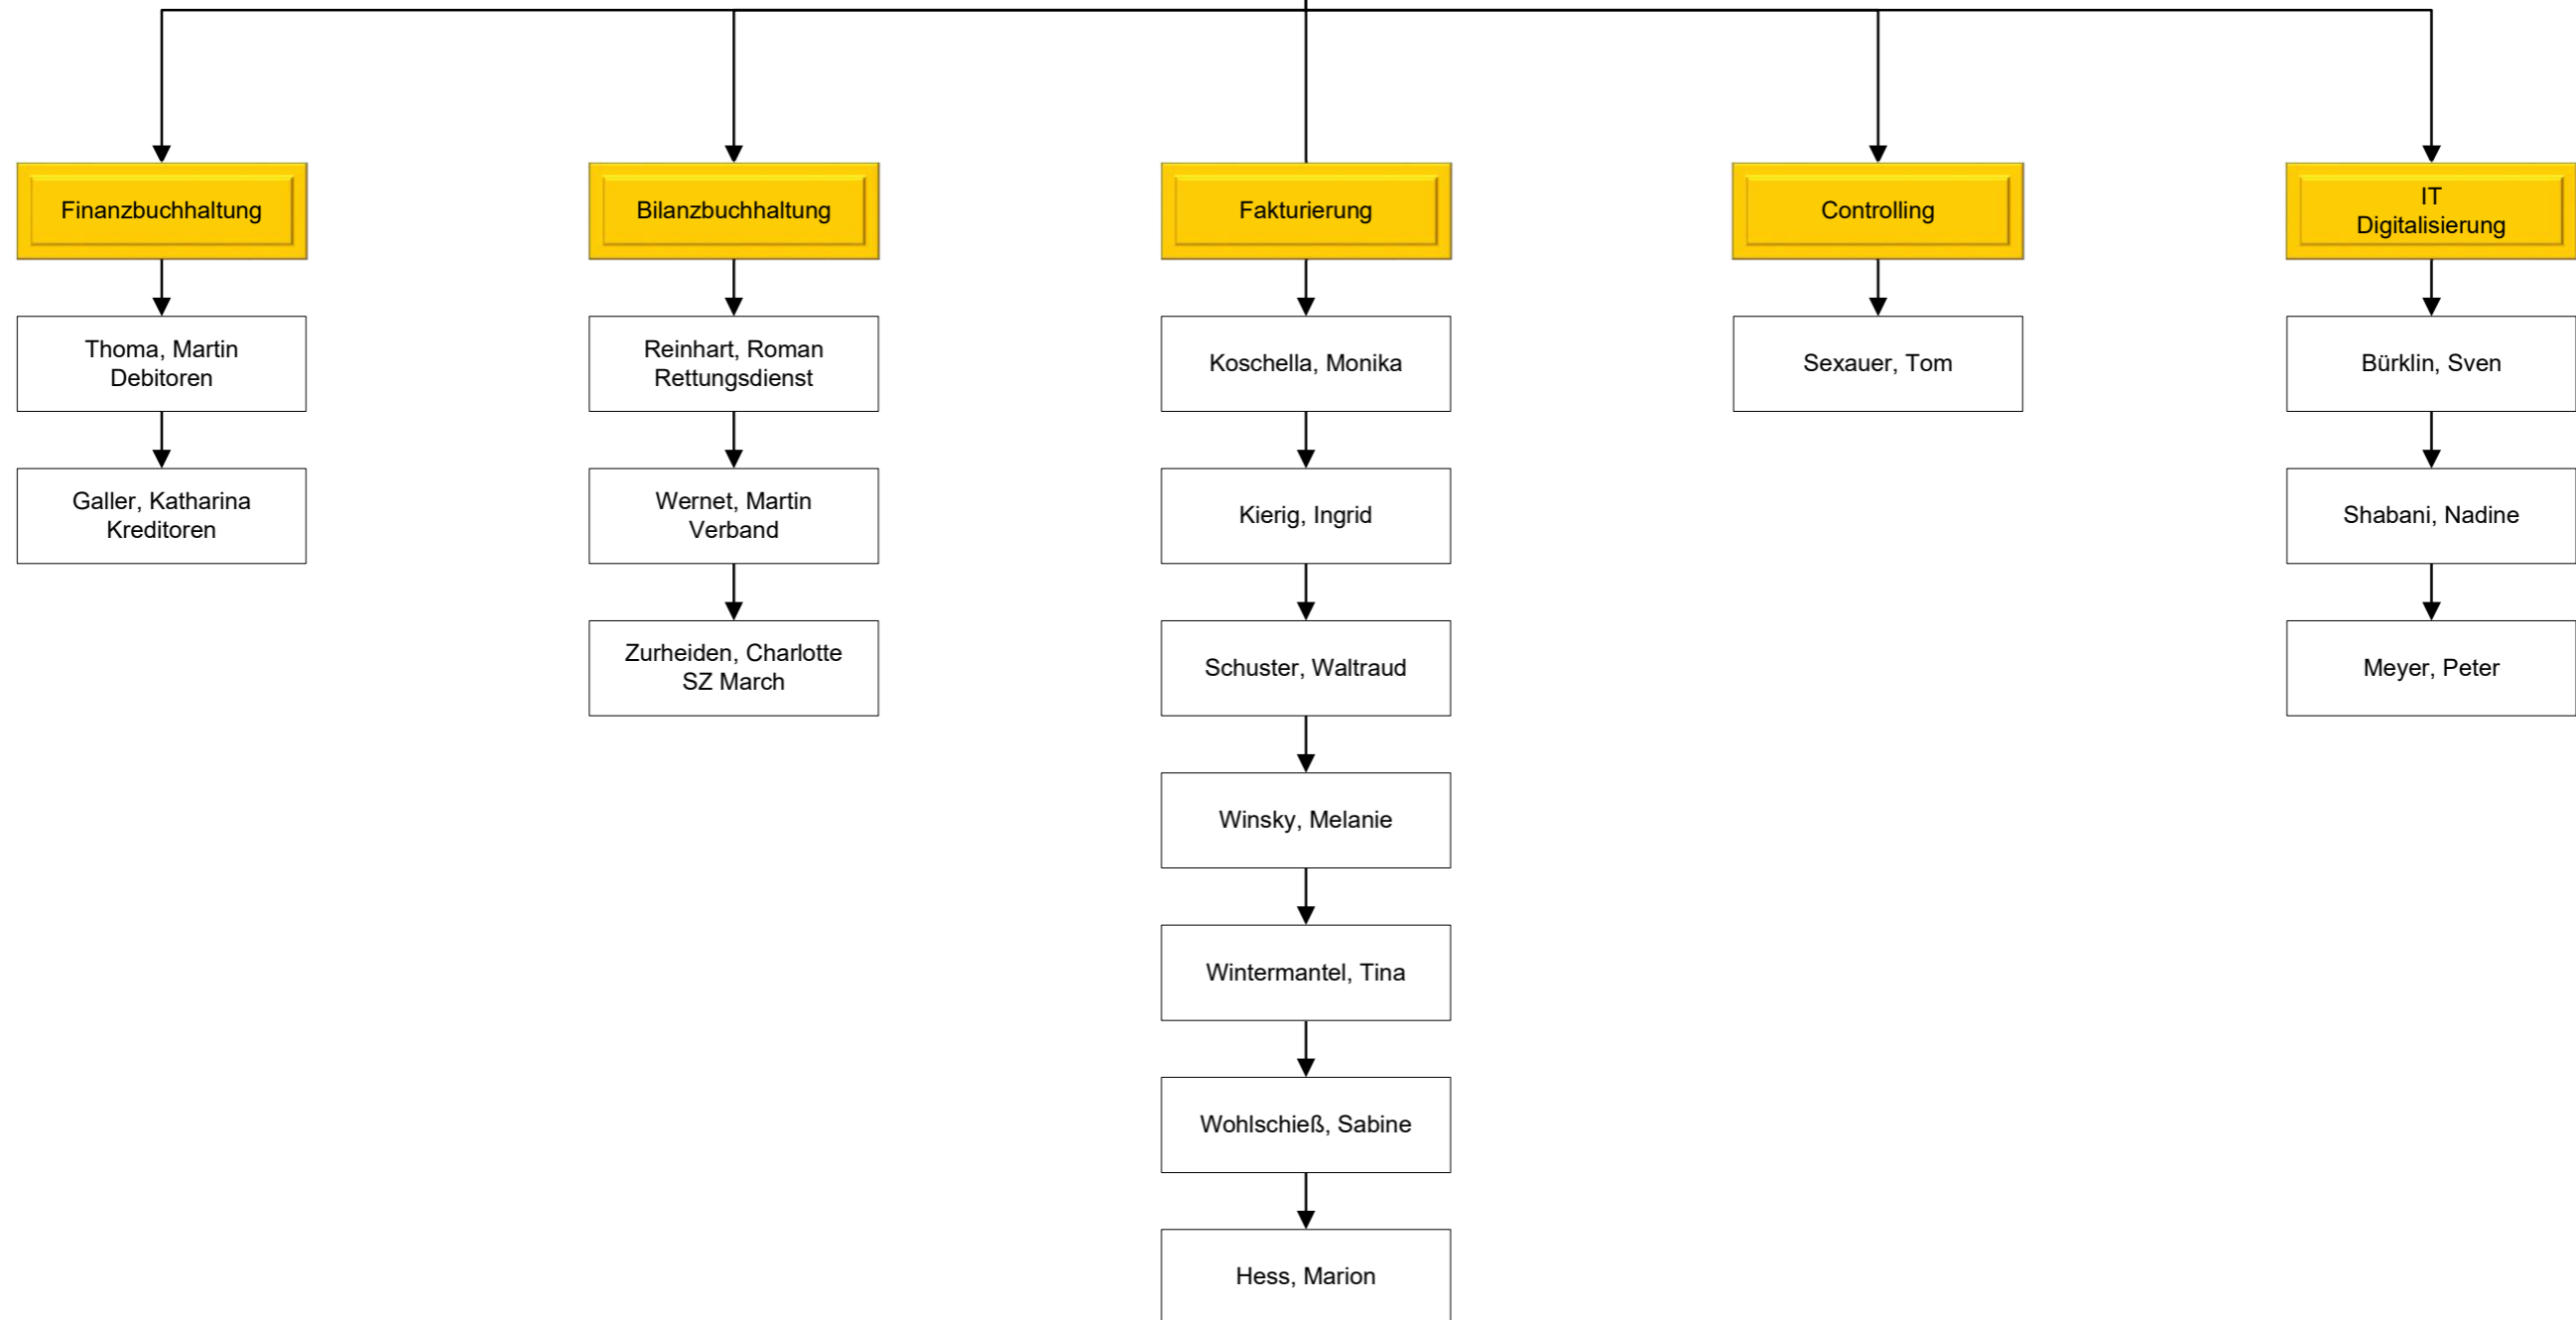 Finanzbuchhaltung
Thoma, Martin
Debitoren
Galler, Katharina
Kreditoren
Bilanzbuchhaltung
Reinhart, Roman
Rettungsdienst
Wernet, Martin
Verband
Zurheiden, Charlotte
SZ March
Fakturierung
Koschella, Monika
Kierig, Ingrid
Schuster, Waltraud
Winsky, Melanie
Wintermantel, Tina
Wohlschieß, Sabine
Hess, Marion
Controlling
Sexauer, Tom
IT
Digitalisierung
Bürklin, Sven
Shabani, Nadine
Meyer, Peter